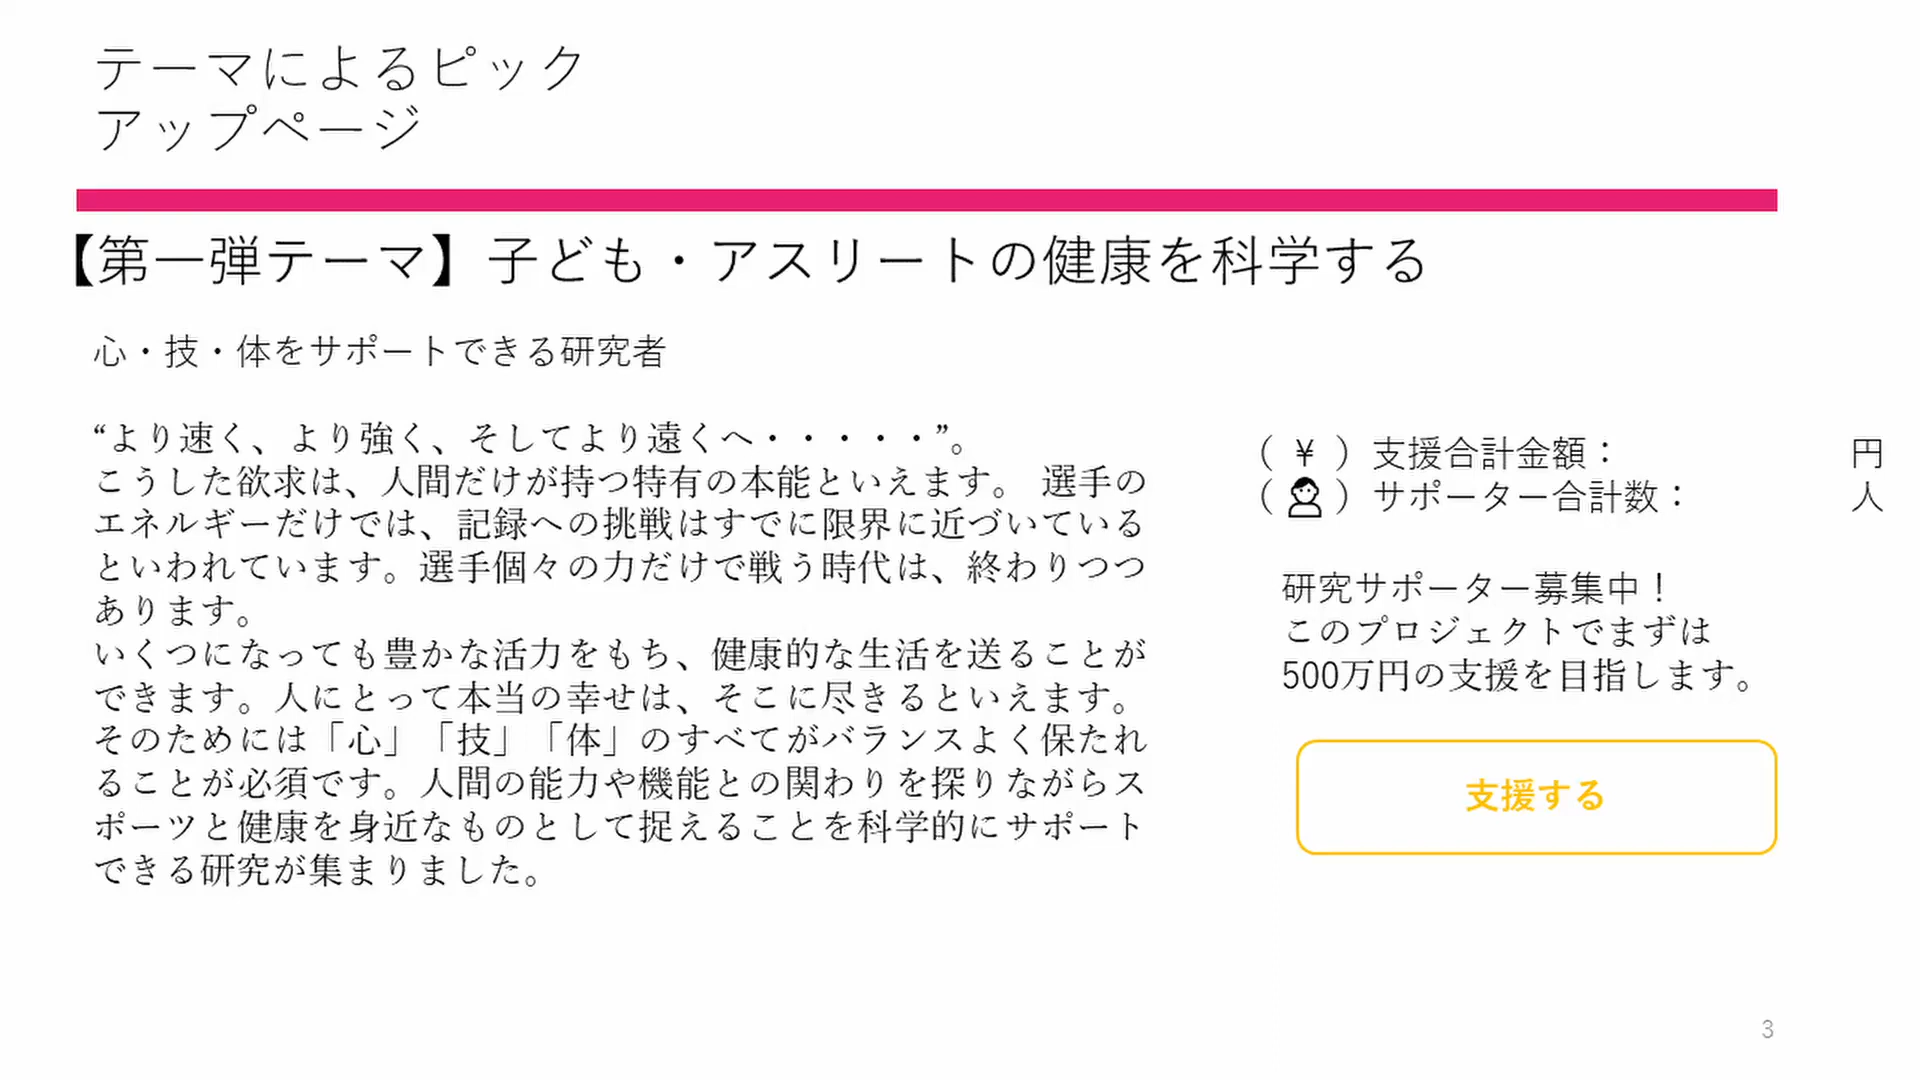 テーマによるピック
アップページ
【第一弾テーマ】子ども・アスリートの健康を科学する
心・技・体をサポートできる研究者
“より速く、より強く、そしてより遠くへ・・・・・”。
こうした欲求は、人間だけが持つ特有の本能といえます。 選手の
エネルギーだけでは、記録への挑戦はすでに限界に近づいている
といわれています。選手個々の力だけで戦う時代は、終わりつつ
あります。
いくつになっても豊かな活力をもち、健康的な生活を送ることが
できます。人にとって本当の幸せは、そこに尽きるといえます。
そのためには「心」「技」「体」のすべてがバランスよく保たれ
ることが必須です。人間の能力や機能との関わりを探りながらス
ポーツと健康を身近なものとして捉えることを科学的にサポート
できる研究が集まりました。
（￥）支援合計金額： 円
（ ）サポーター合計数： 人
研究サポーター募集中！
このプロジェクトでまずは
500万円の支援を目指します。
支援する
3